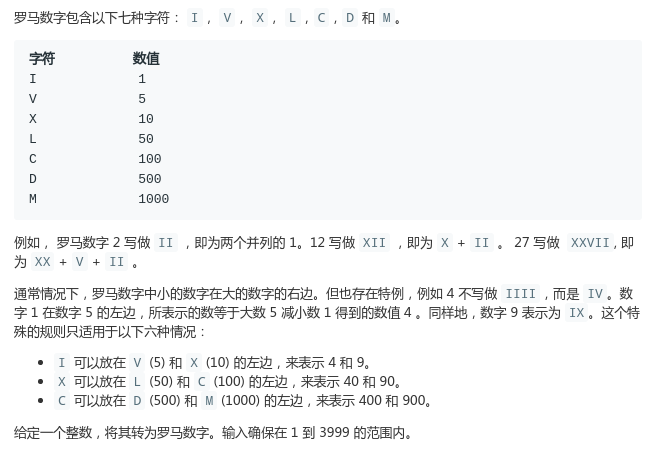 罗马数字包含以下七种字符： I ， V ， X ， L ，C ，D 和 M 。
字符 数值
I 1
V 5
X 10
L 50
C 100
D 500
M 1000
例如， 罗马数字 2 写做 II ，即为两个并列的 1。12 写做 XII ，即为 X + II 。 27 写做 XXVII , 即
为 XX + V + II 。
通常情况下，罗马数字中小的数字在大的数字的右边。但也存在特例，例如 4 不写做 IIII ，而是 IV 。数
字 1 在数字 5 的左边，所表示的数等于大数 5 减小数 1 得到的数值 4 。同样地，数字 9 表示为 IX 。这个特
殊的规则只适用于以下六种情况：
• I 可以放在 V (5) 和 X (10) 的左边，来表示 4 和 9。
• X 可以放在 L (50) 和 C (100) 的左边，来表示 40 和 90。
• C 可以放在 D (500) 和 M (1000) 的左边，来表示 400 和 900。
给定一个整数，将其转为罗马数字。输入确保在 1 到 3999 的范围内。